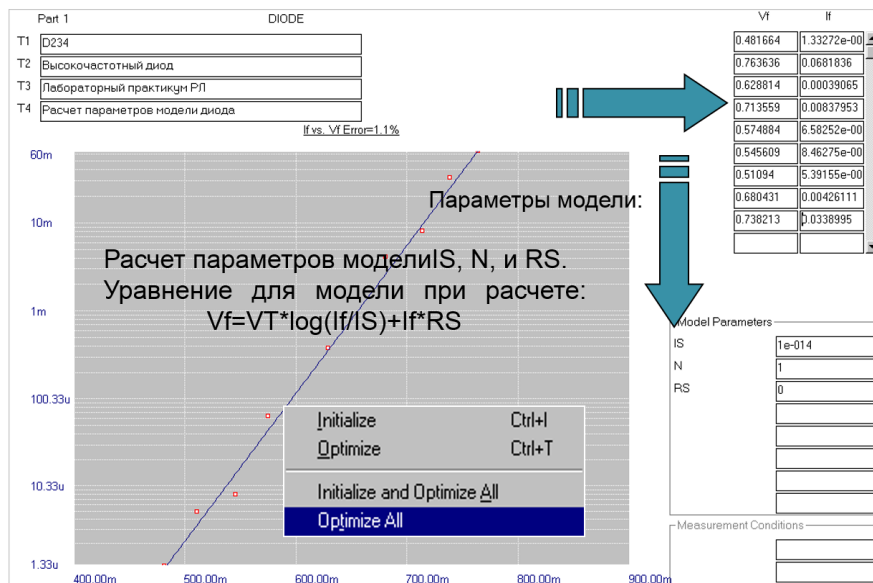 Part 1
DIODE
T1 D234
T2 Высокочастотный диод
T3 Лабораторный практикум РЛ
T4 Расчет параметров модели диода
If vs. Vf Error=1.1%
Vf If
0.481664 1.33272e-00
0.763636 0.0681836
0.628814 0.00039065
0.713559 0.00837953
0.574884 6.58252e-00
0.545609 8.46275e-00
0.51094 5.39155e-00
0.680431 0.00426111
0.738213 0.0338995
60m
10m
1m
100.33u
10.33u
1.33u
400.00m 500.00m 600.00m 700.00m 800.00m 900.00m
Параметры модели:
Расчет параметров моделиIS, N, и RS.
Уравнение для модели при расчете:
Vf=VT*log(If/IS)+If*RS
Initialize Ctrl+I
Optimize Ctrl+T
Initialize and Optimize All
Optimize All
Model Parameters
IS 1e-014
N 1
RS 0
Measurement Conditions